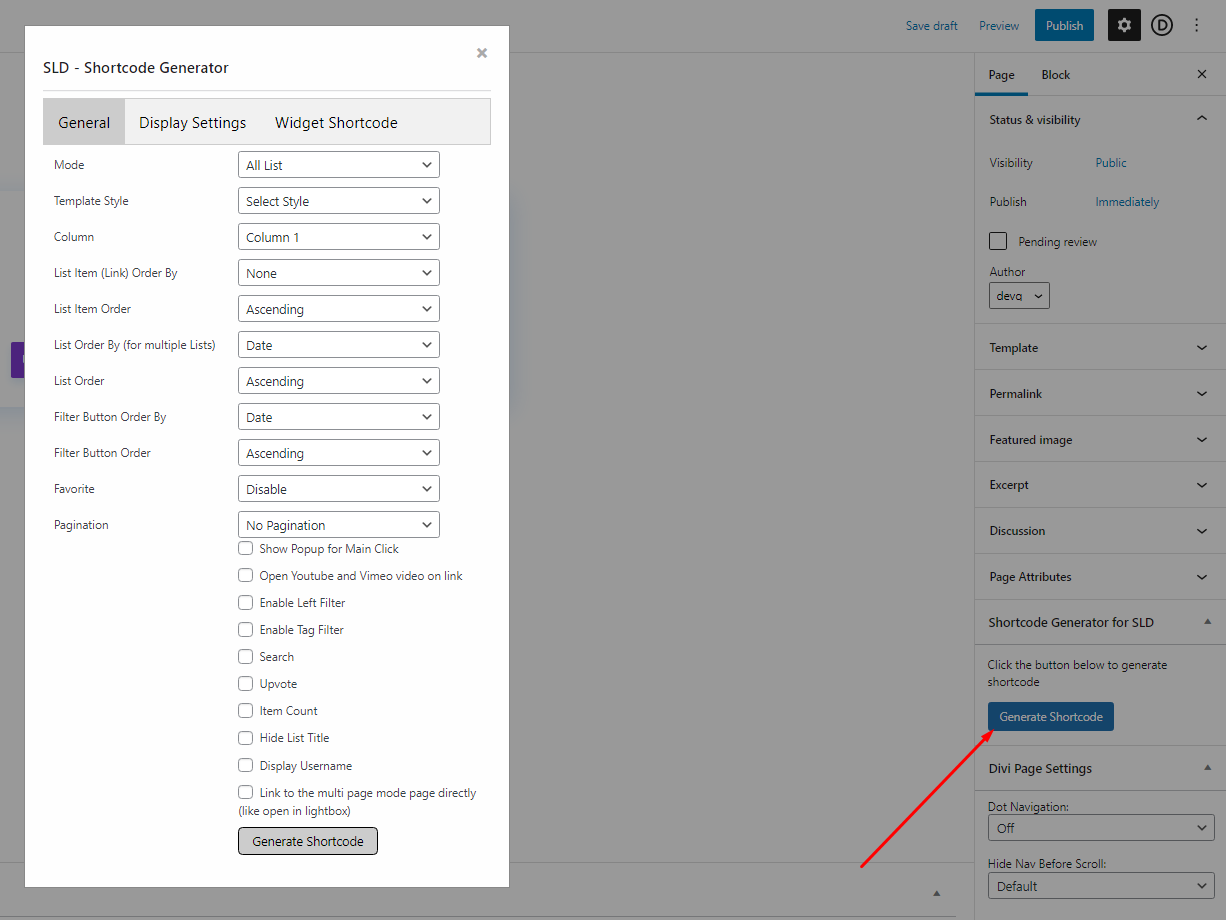 Save draft
Preview
Publish
D
SLD - Shortcode Generator
General
Display Settings
Widget Shortcode
Mode
All List
Template Style
Select Style
Column
Column 1
List Item (Link) Order By
None
List Item Order
Ascending
List Order By (for multiple Lists)
Date
List Order
Ascending
Filter Button Order By
Date
Filter Button Order
Ascending
Favorite
Disable
Pagination
No Pagination
Show Popup for Main Click
Open Youtube and Vimeo video on link
Enable Left Filter
Enable Tag Filter
Search
Upvote
Item Count
Hide List Title
Display Username
Link to the multi page mode page directly
(like open in lightbox)
Generate Shortcode
Page
Block
Status & visibility
Visibility
Public
Publish
Immediately
Pending review
Author
devq
Template
Permalink
Featured image
Excerpt
Discussion
Page Attributes
Shortcode Generator for SLD
Click the button below to generate
shortcode
Generate Shortcode
Divi Page Settings
Dot Navigation:
Off
Hide Nav Before Scroll:
Default